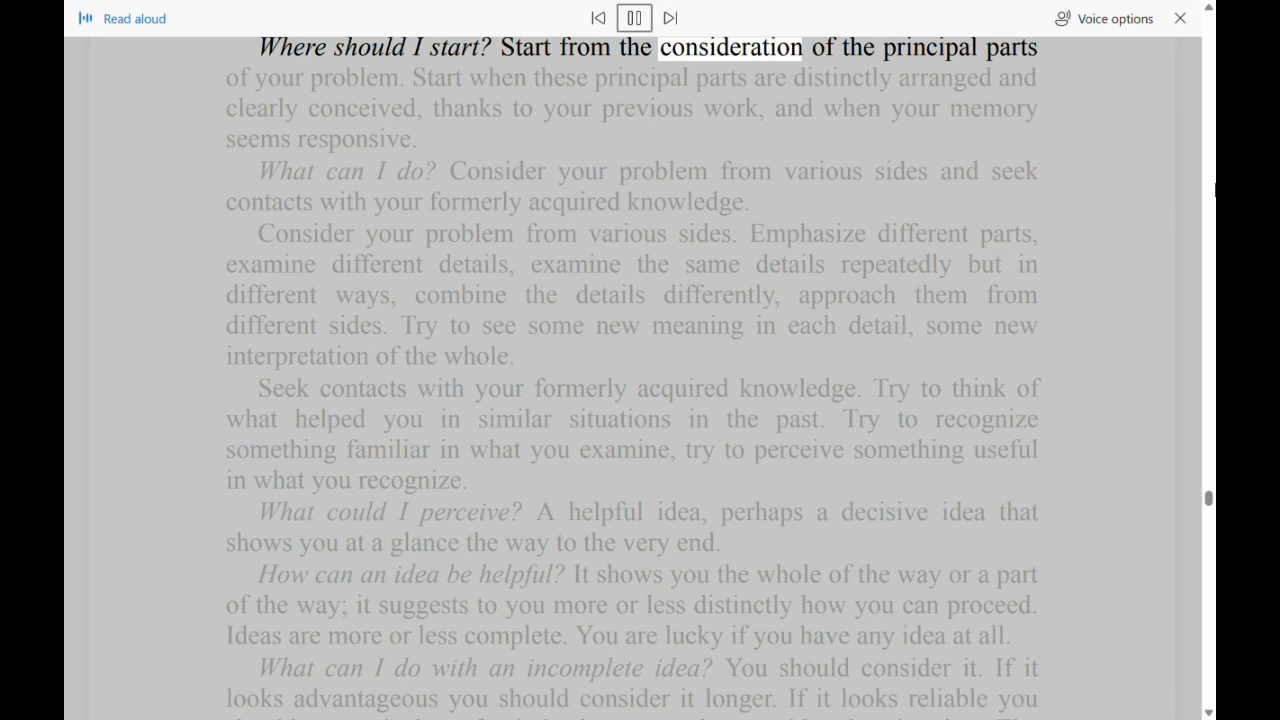 Read aloud
Voice options
Where should I start? Start from the consideration of the principal parts
of your problem. Start when these principal parts are distinctly arranged and
clearly conceived, thanks to your previous work, and when your memory
seems responsive.
What can I do? Consider your problem from various sides and seek
contacts with your formerly acquired knowledge.
Consider your problem from various sides. Emphasize different parts,
examine different details, examine the same details repeatedly but in
different ways, combine the details differently, approach them from
different sides. Try to see some new meaning in each detail, some new
interpretation of the whole.
Seek contacts with your formerly acquired knowledge. Try to think of
what helped you in similar situations in the past. Try to recognize
something familiar in what you examine, try to perceive something useful
in what you recognize.
What could I perceive? A helpful idea, perhaps a decisive idea that
shows you at a glance the way to the very end.
How can an idea be helpful? It shows you the whole of the way or a part
of the way; it suggests to you more or less distinctly how you can proceed.
Ideas are more or less complete. You are lucky if you have any idea at all.
What can I do with an incomplete idea? You should consider it. If it
looks advantageous you should consider it longer. If it looks reliable you